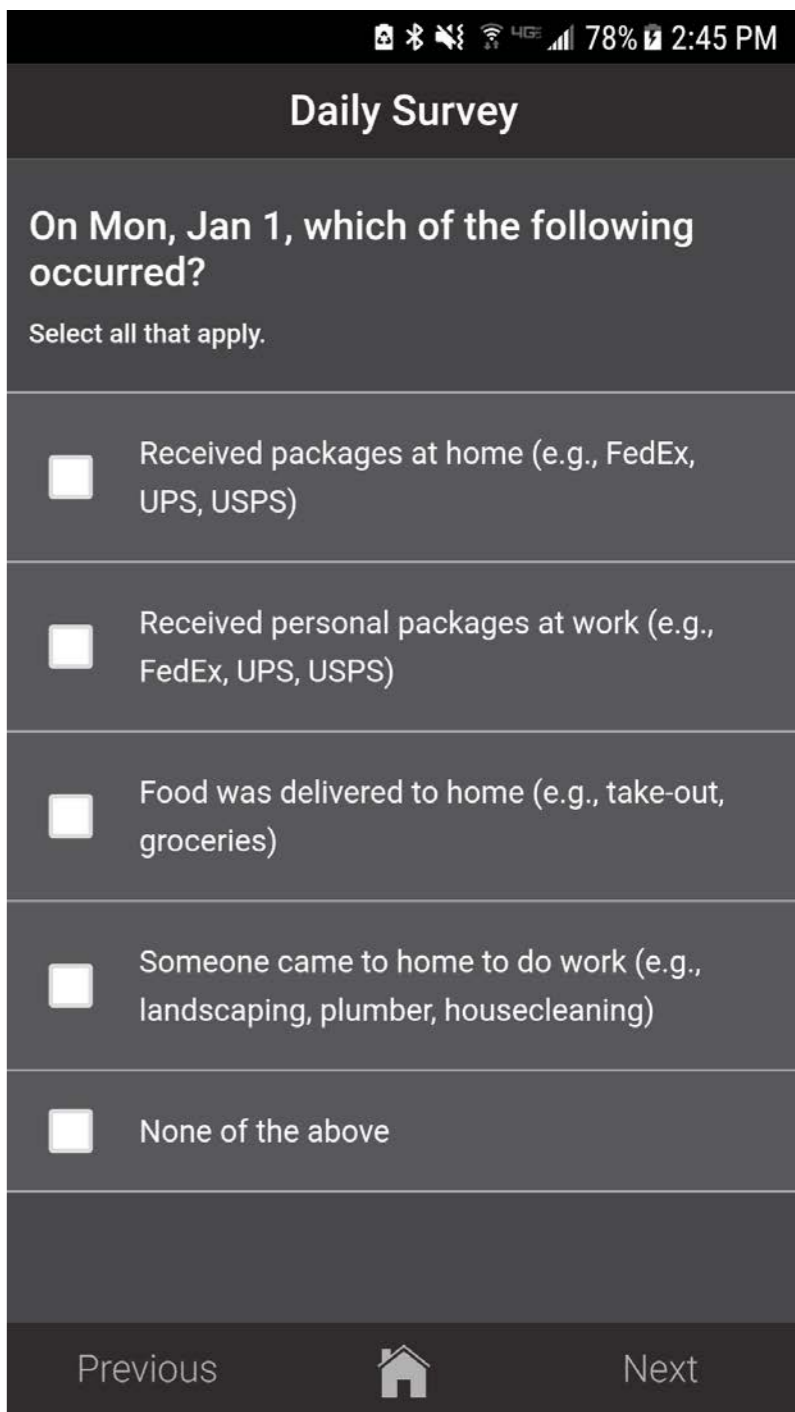 4GE 78% 2:45 PM
Daily Survey
On Mon, Jan 1, which of the following
occurred?
Select all that apply.
Received packages at home (e.g., FedEx,
UPS, USPS)
Received personal packages at work (e.g.,
FedEx, UPS, USPS)
Food was delivered to home (e.g., take-out,
groceries)
Someone came to home to do work (e.g.,
landscaping, plumber, housecleaning)
None of the above
Previous Next